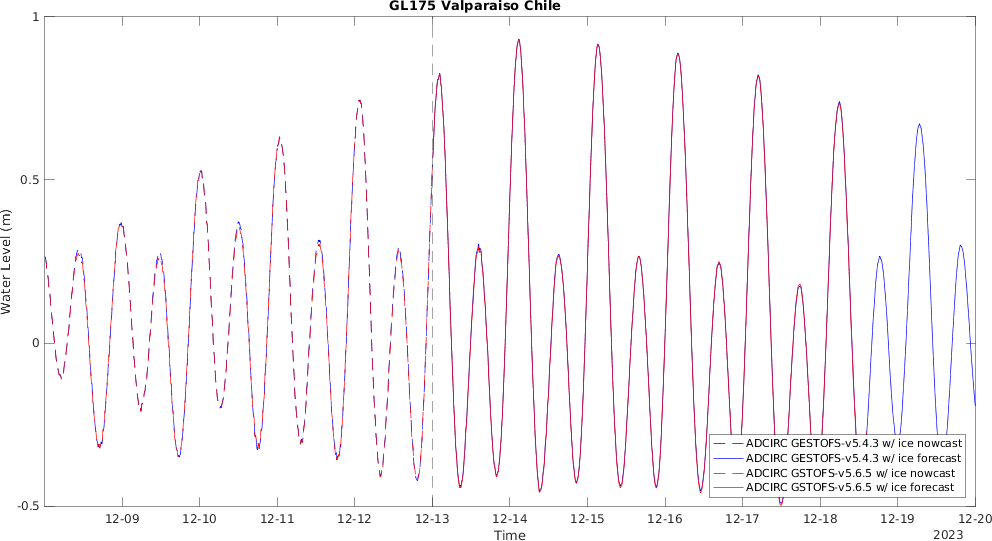 GL175 Valparaiso Chile
1
0.5
0
-0.5
Water Level (m)
12-09 12-10 12-11 12-12 12-13 12-14 12-15 12-16 12-17 12-18 12-19 12-20
Time
2023
ADCIRC GESTOFS-v5.4.3 w/ ice nowcast
ADCIRC GESTOFS-v5.4.3 w/ ice forecast
ADCIRC GSTOFS-v5.6.5 w/ ice nowcast
ADCIRC GSTOFS-v5.6.5 w/ ice forecast